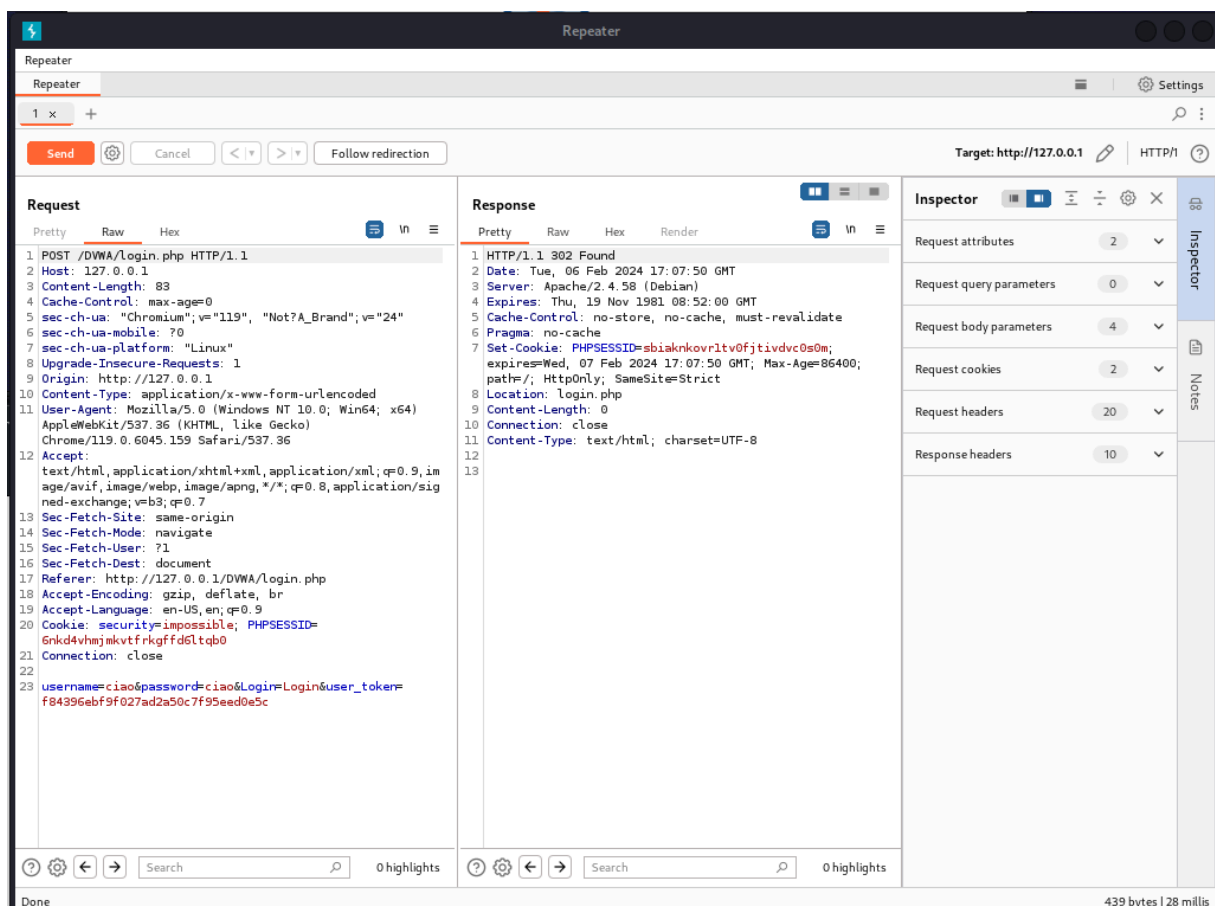 Repeater
Repeater
Repeater
Settings
1 × +
Send Cancel < > Follow redirection Target: http://127.0.0.1 HTTP/1
Request
Pretty Raw Hex \n
1 POST /DVWA/login.php HTTP/1.1
2 Host: 127.0.0.1
3 Content-Length: 83
4 Cache-Control: max-age=0
5 sec-ch-ua: "Chromium";v="119", "Not?A_Brand";v="24"
6 sec-ch-ua-mobile: ?0
7 sec-ch-ua-platform: "Linux"
8 Upgrade-Insecure-Requests: 1
9 Origin: http://127.0.0.1
10 Content-Type: application/x-www-form-urlencoded
11 User-Agent: Mozilla/5.0 (Windows NT 10.0; Win64; x64)
AppleWebKit/537.36 (KHTML, like Gecko)
Chrome/119.0.6045.159 Safari/537.36
12 Accept:
text/html,application/xhtml+xml,application/xml;q=0.9,im
age/avif,image/webp,image/apng,*/*;q=0.8,application/sig
ned-exchange;v=b3;q=0.7
13 Sec-Fetch-Site: same-origin
14 Sec-Fetch-Mode: navigate
15 Sec-Fetch-User: ?1
16 Sec-Fetch-Dest: document
17 Referer: http://127.0.0.1/DVWA/login.php
18 Accept-Encoding: gzip, deflate, br
19 Accept-Language: en-US,en;q=0.9
20 Cookie: security=impossible; PHPSESSID=
6nkd4vhmjmkvtfrkgffd6ltqb0
21 Connection: close
22
23 username=ciao&password=ciao&Login=Login&user_token=
f84396ebf9f027ad2a50c7f95eed0e5c
Search 0 highlights
Response
Pretty Raw Hex Render \n
1 HTTP/1.1 302 Found
2 Date: Tue, 06 Feb 2024 17:07:50 GMT
3 Server: Apache/2.4.58 (Debian)
4 Expires: Thu, 19 Nov 1981 08:52:00 GMT
5 Cache-Control: no-store, no-cache, must-revalidate
6 Pragma: no-cache
7 Set-Cookie: PHPSESSID=sbiaknkovr1tv0fjtivdvc0s0m;
expires=Wed, 07 Feb 2024 17:07:50 GMT; Max-Age=86400;
path=/; HttpOnly; SameSite=Strict
8 Location: login.php
9 Content-Length: 0
10 Connection: close
11 Content-Type: text/html; charset=UTF-8
12
13
Search 0 highlights
Inspector
Request attributes 2
Request query parameters 0
Request body parameters 4
Request cookies 2
Request headers 20
Response headers 10
Inspector
Notes
Done 439 bytes | 28 millis